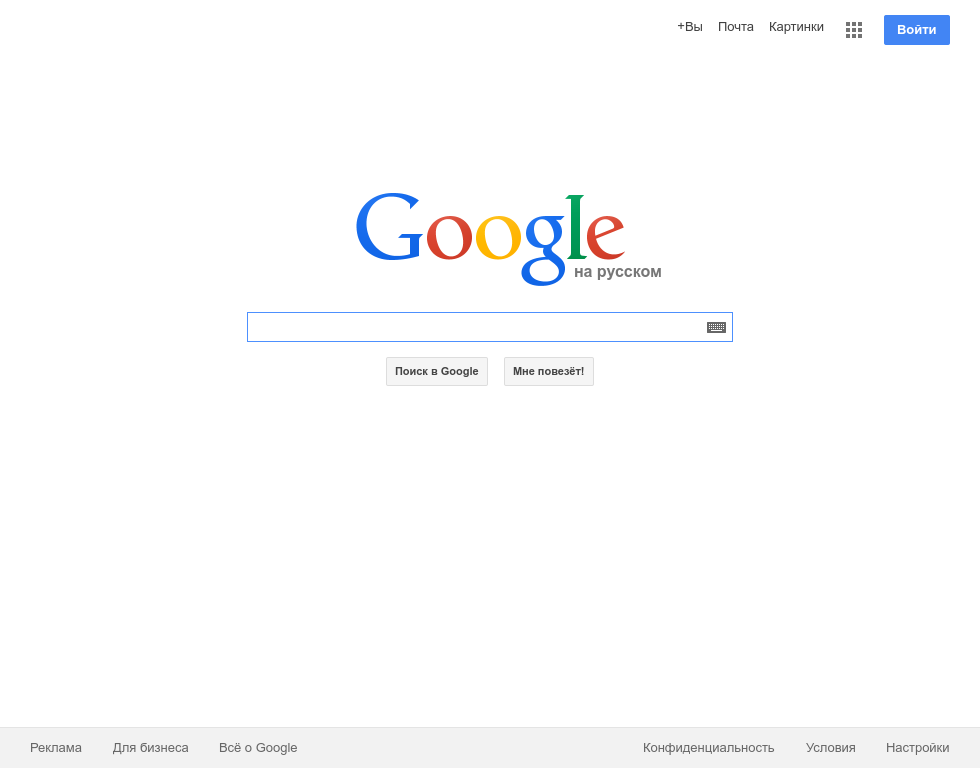 +Вы Почта Картинки Войти
Google
на русском
Поиск в Google Мне повезёт!
Реклама Для бизнеса Всё о Google Конфиденциальность Условия Настройки